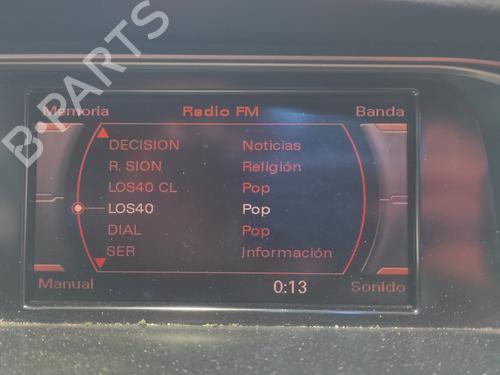 Memoria Radio FM Banda
DECISION Noticias
R. SION Religión
LOS40 CL Pop
LOS40 Pop
DIAL Pop
SER Información
Manual 0:13 Sonido
B-PARTS